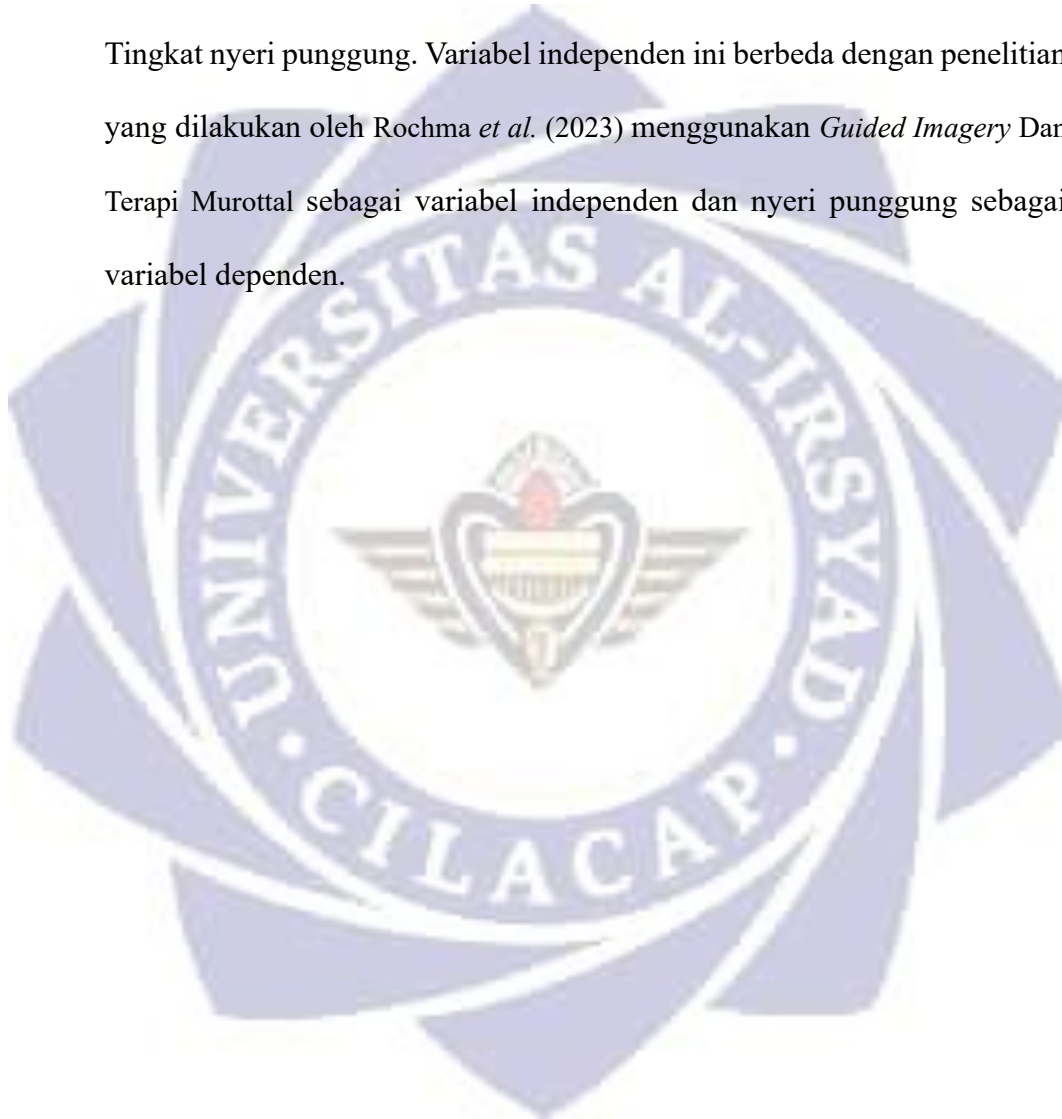 Tingkat nyeri punggung. Variabel independen ini berbeda dengan penelitian
yang dilakukan oleh Rochma et al. (2023) menggunakan Guided Imagery Dan
Terapi Murottal sebagai variabel independen dan nyeri punggung sebagai
variabel dependen.
UNIVERSITAS AL-IRSYAD
CILACAP